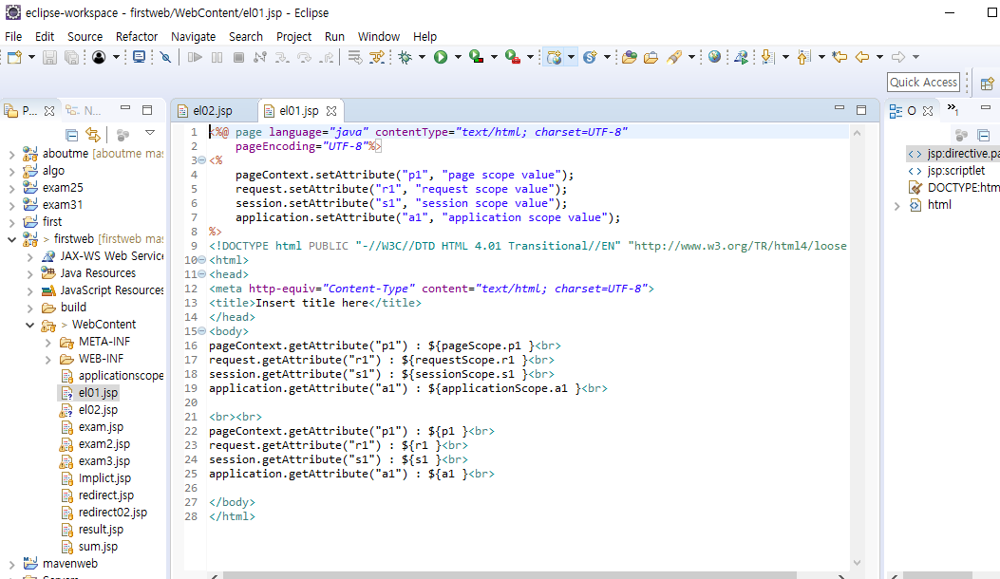 eclipse-workspace - firstweb/WebContent/el01.jsp - Eclipse
File Edit Source Refactor Navigate Search Project Run Window Help
Quick Access
P... N...
aboutme [aboutme mas
algo
exam25
exam31
first
> firstweb [firstweb mas
JAX-WS Web Service
Java Resources
JavaScript Resources
build
> WebContent
META-INF
WEB-INF
applicationscope
el01.jsp
el02.jsp
exam.jsp
exam2.jsp
exam3.jsp
Implict.jsp
redirect.jsp
redirect02.jsp
result.jsp
sum.jsp
mavenweb
Servers
el02.jsp el01.jsp
1 <%@ page language="java" contentType="text/html; charset=UTF-8"
2 pageEncoding="UTF-8"%>
3 <%
4 pageContext.setAttribute("p1", "page scope value");
5 request.setAttribute("r1", "request scope value");
6 session.setAttribute("s1", "session scope value");
7 application.setAttribute("a1", "application scope value");
8 %>
9 <!DOCTYPE html PUBLIC "-//W3C//DTD HTML 4.01 Transitional//EN" "http://www.w3.org/TR/html4/loose
10 <html>
11 <head>
12 <meta http-equiv="Content-Type" content="text/html; charset=UTF-8">
13 <title>Insert title here</title>
14 </head>
15 <body>
16 pageContext.getAttribute("p1") : ${pageScope.p1 }<br>
17 request.getAttribute("r1") : ${requestScope.r1 }<br>
18 session.getAttribute("s1") : ${sessionScope.s1 }<br>
19 application.getAttribute("a1") : ${applicationScope.a1 }<br>
20
21 <br><br>
22 pageContext.getAttribute("p1") : ${p1 }<br>
23 request.getAttribute("r1") : ${r1 }<br>
24 session.getAttribute("s1") : ${s1 }<br>
25 application.getAttribute("a1") : ${a1 }<br>
26
27 </body>
28 </html>
O »1
jsp:directive.pa
jsp:scriptlet
DOCTYPE:htm
html